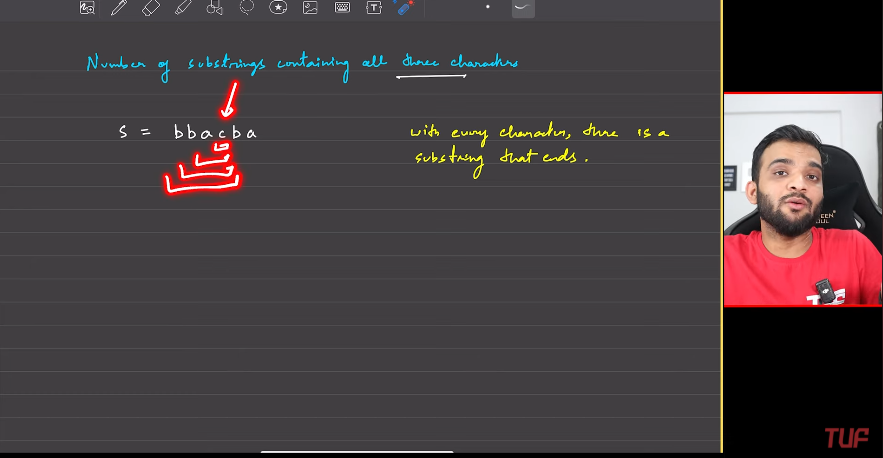 Number of substrings containing all three characters
s = bbacba
with every character, there is a
substring that ends.
TUF